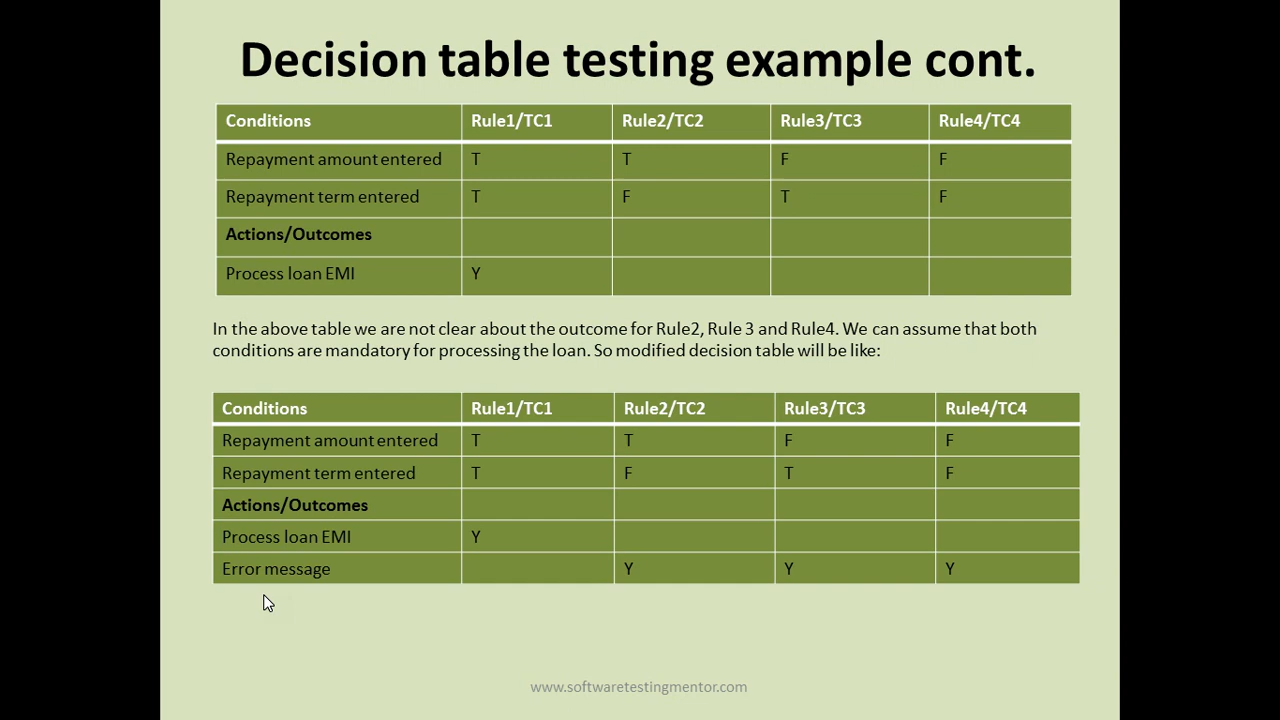 Decision table testing example cont.
Conditions Rule1/TC1 Rule2/TC2 Rule3/TC3 Rule4/TC4
Repayment amount entered T T F F
Repayment term entered T F T F
Actions/Outcomes
Process loan EMI Y
In the above table we are not clear about the outcome for Rule2, Rule 3 and Rule4. We can assume that both
conditions are mandatory for processing the loan. So modified decision table will be like:
Conditions Rule1/TC1 Rule2/TC2 Rule3/TC3 Rule4/TC4
Repayment amount entered T T F F
Repayment term entered T F T F
Actions/Outcomes
Process loan EMI Y
Error message Y Y Y
www.softwaretestingmentor.com